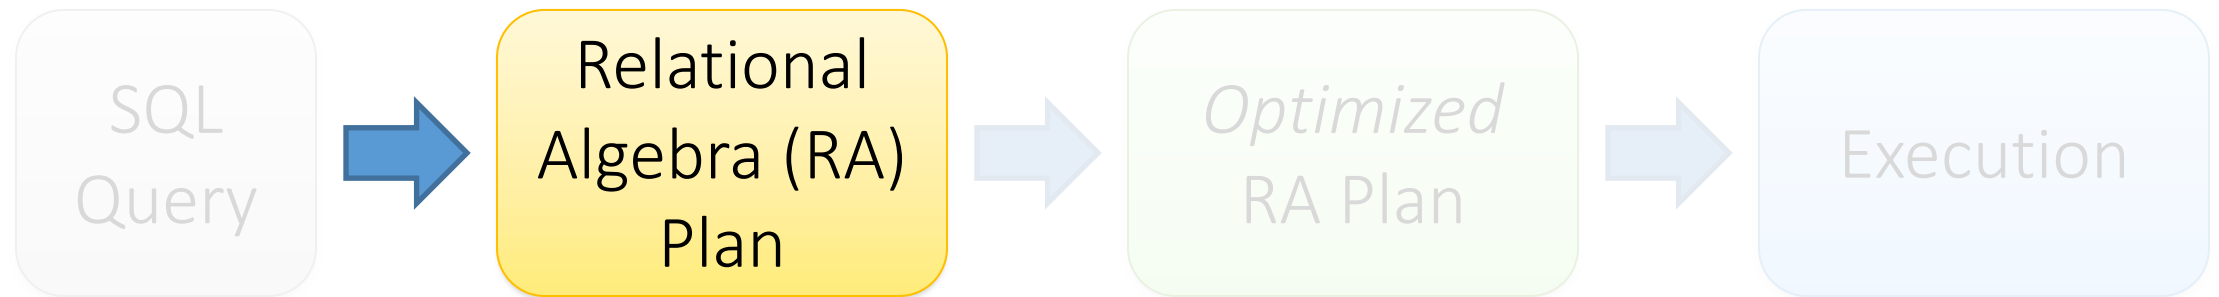 SQL
Query
Relational
Algebra (RA)
Plan
Optimized
RA Plan
Execution